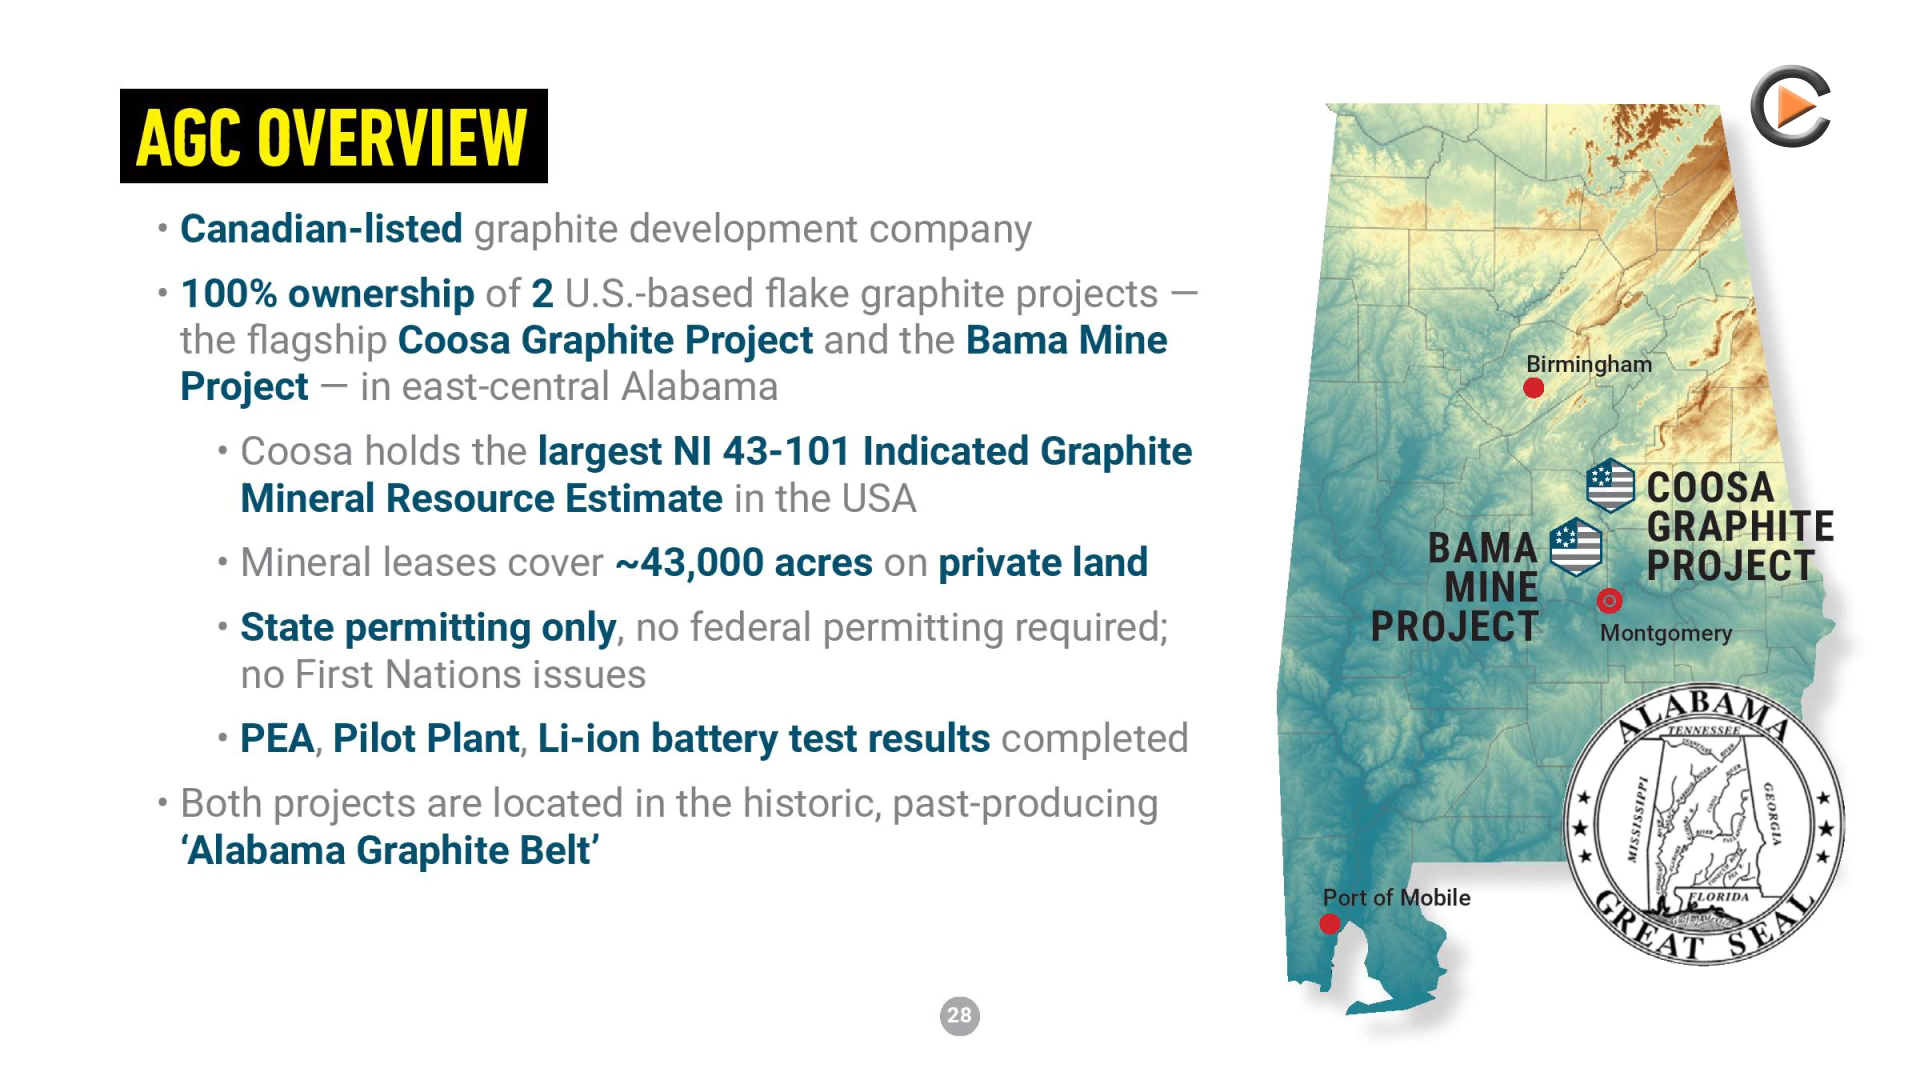 AGC OVERVIEW
• Canadian-listed graphite development company
• 100% ownership of 2 U.S.-based flake graphite projects —
the flagship Coosa Graphite Project and the Bama Mine
Project — in east-central Alabama
• Coosa holds the largest NI 43-101 Indicated Graphite
Mineral Resource Estimate in the USA
• Mineral leases cover ~43,000 acres on private land
• State permitting only, no federal permitting required;
no First Nations issues
• PEA, Pilot Plant, Li-ion battery test results completed
• Both projects are located in the historic, past-producing
‘Alabama Graphite Belt’
Birmingham
COOSA
GRAPHITE
PROJECT
BAMA
MINE
PROJECT
Montgomery
Port of Mobile
ALABAMA
TENNESSEE
MISSISSIPPI
GEORGIA
FLORIDA
GREAT SEAL
28